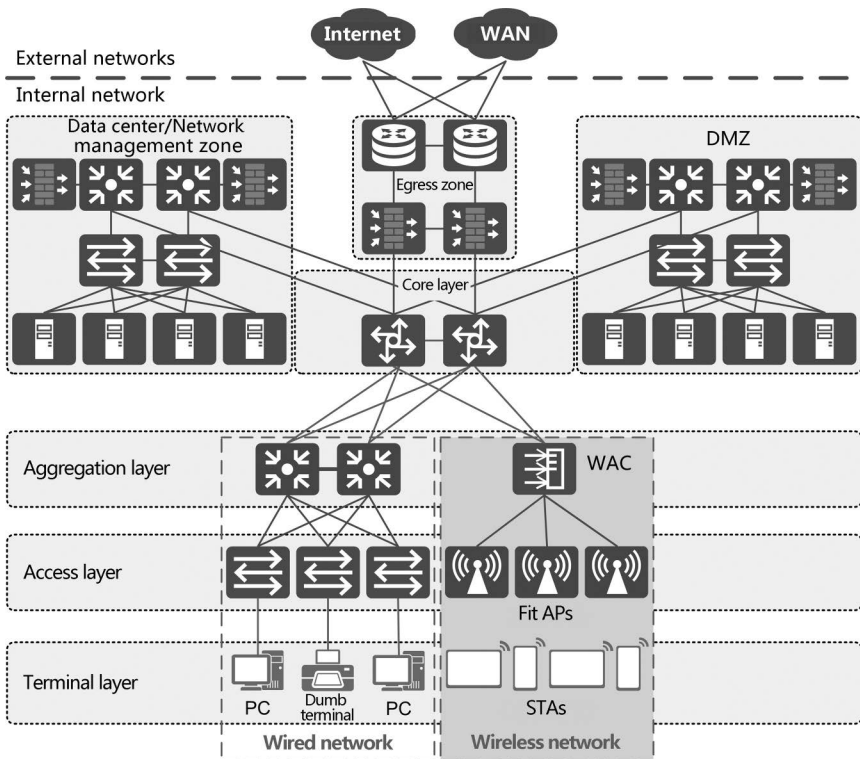 Internet
WAN
External networks
Internal network
Data center/Network
management zone
DMZ
Egress zone
Core layer
Aggregation layer
WAC
Access layer
Fit APs
Terminal layer
PC
Dumb
terminal
PC
STAs
Wired network
Wireless network